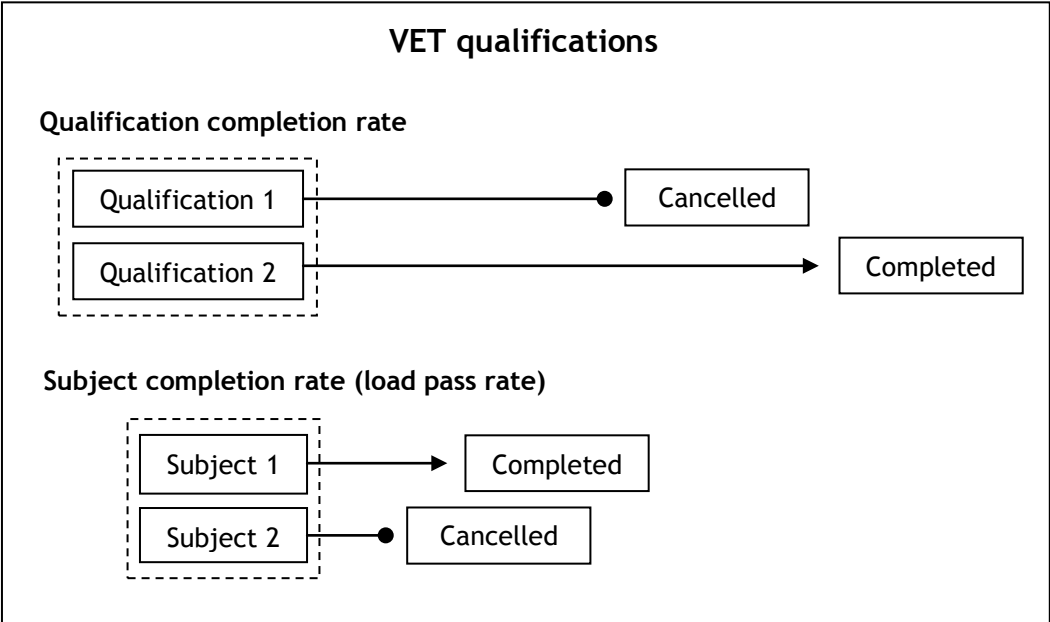 VET qualifications
Qualification completion rate
Qualification 1
Cancelled
Qualification 2
Completed
Subject completion rate (load pass rate)
Subject 1
Completed
Subject 2
Cancelled